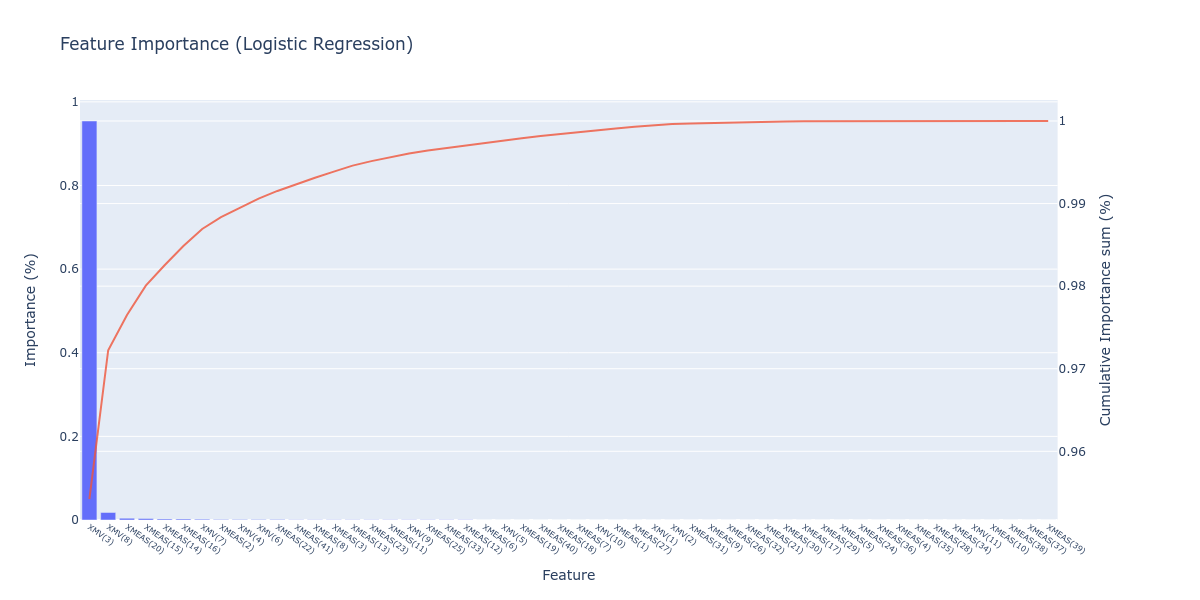 Feature Importance (Logistic Regression)
Importance (%)
1
0.8
0.6
0.4
0.2
0
1
0.99
0.98
0.97
0.96
Cumulative Importance sum (%)
XMV(3)
XMV(8)
XMEAS(20)
XMEAS(15)
XMEAS(14)
XMEAS(16)
XMV(7)
XMEAS(2)
XMV(4)
XMV(6)
XMEAS(22)
XMEAS(41)
XMEAS(8)
XMEAS(3)
XMEAS(13)
XMEAS(23)
XMEAS(11)
XMV(9)
XMEAS(25)
XMEAS(33)
XMEAS(12)
XMEAS(6)
XMV(5)
XMEAS(19)
XMEAS(40)
XMEAS(18)
XMEAS(7)
XMV(10)
XMEAS(1)
XMEAS(27)
XMV(1)
XMV(2)
XMEAS(31)
XMEAS(9)
XMEAS(26)
XMEAS(32)
XMEAS(21)
XMEAS(30)
XMEAS(17)
XMEAS(29)
XMEAS(5)
XMEAS(24)
XMEAS(36)
XMEAS(4)
XMEAS(35)
XMEAS(28)
XMEAS(34)
XMV(11)
XMEAS(10)
XMEAS(38)
XMEAS(37)
XMEAS(39)
Feature